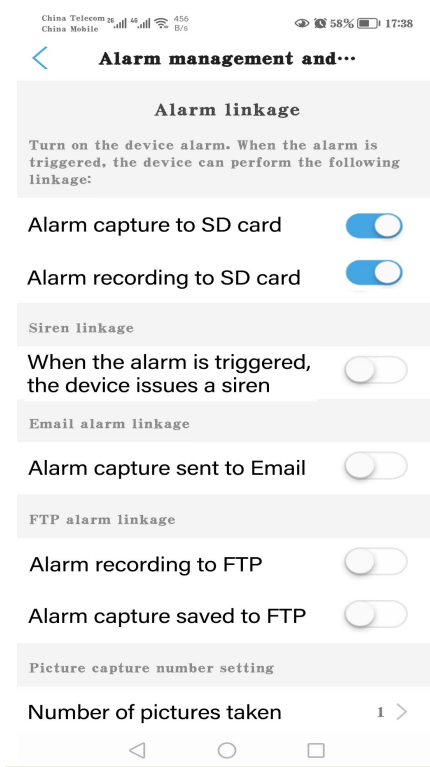 China Telecom 26 46 456
China Mobile B/s 58% 17:38
Alarm management and···
Alarm linkage
Turn on the device alarm. When the alarm is
triggered, the device can perform the following
linkage:
Alarm capture to SD card
Alarm recording to SD card
Siren linkage
When the alarm is triggered,
the device issues a siren
Email alarm linkage
Alarm capture sent to Email
FTP alarm linkage
Alarm recording to FTP
Alarm capture saved to FTP
Picture capture number setting
Number of pictures taken 1